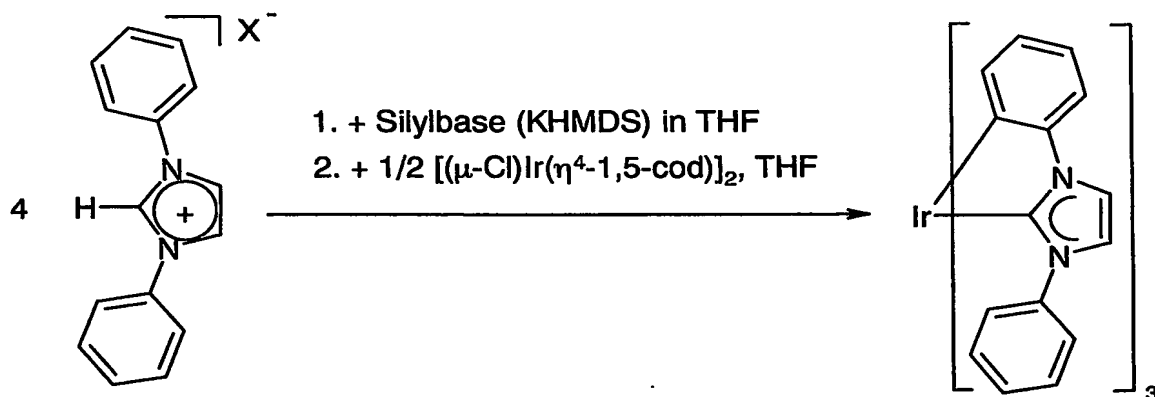 X⁻
1. + Silylbase (KHMDS) in THF
2. + 1/2 [(μ-Cl)Ir(η⁴-1,5-cod)]₂, THF
4 H N + N
Ir N N
3